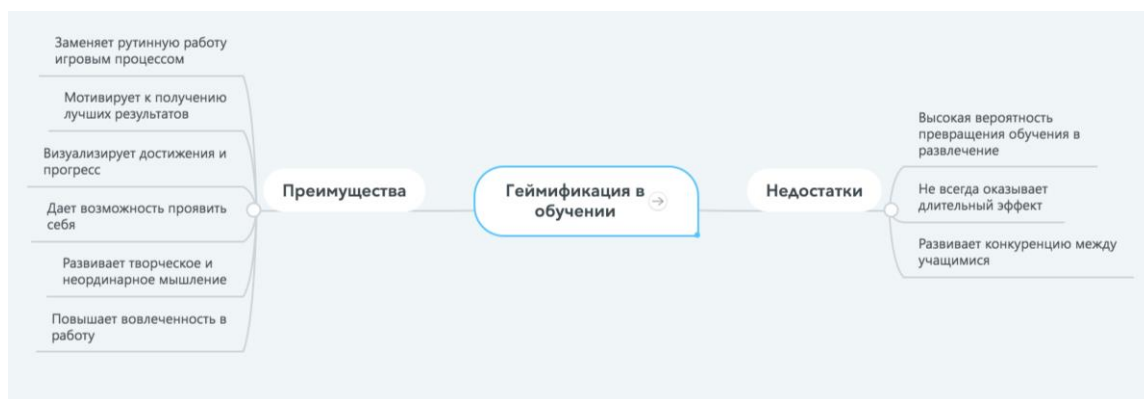 Заменяет рутинную работу
игровым процессом
Мотивирует к получению
лучших результатов
Визуализирует достижения и
прогресс
Дает возможность проявить
себя
Развивает творческое и
неординарное мышление
Повышает вовлеченность в
работу
Преимущества
Геймификация в
обучении
Недостатки
Высокая вероятность
превращения обучения в
развлечение
Не всегда оказывает
длительный эффект
Развивает конкуренцию между
учащимися